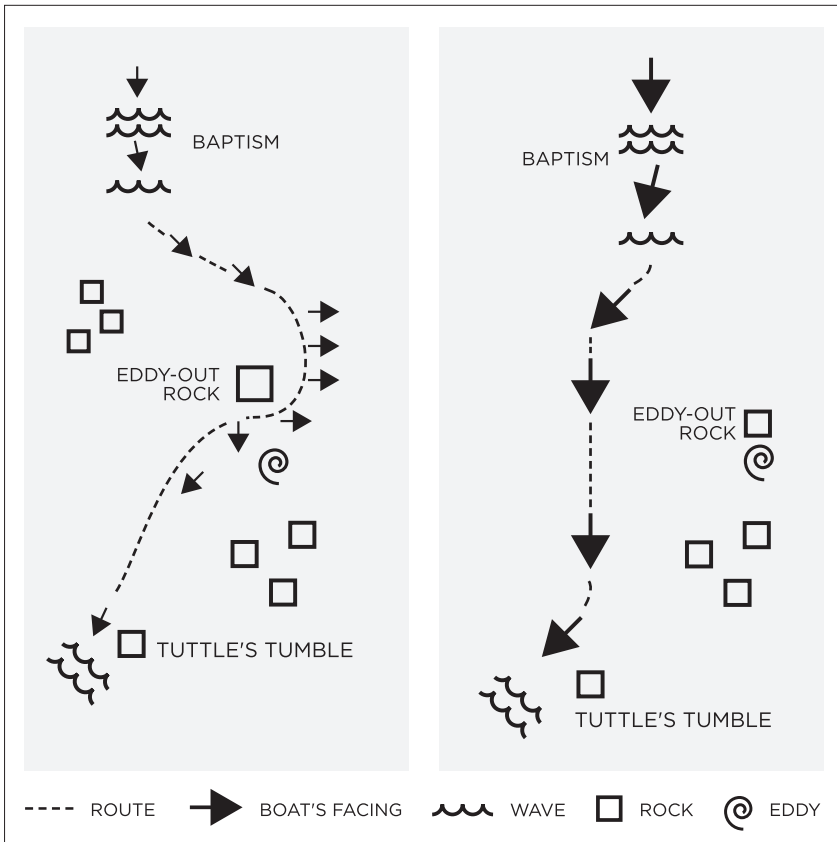 BAPTISM
EDDY-OUT
ROCK
TUTTLE'S TUMBLE
BAPTISM
EDDY-OUT
ROCK
TUTTLE'S TUMBLE
ROUTE
BOAT'S FACING
WAVE
ROCK
EDDY